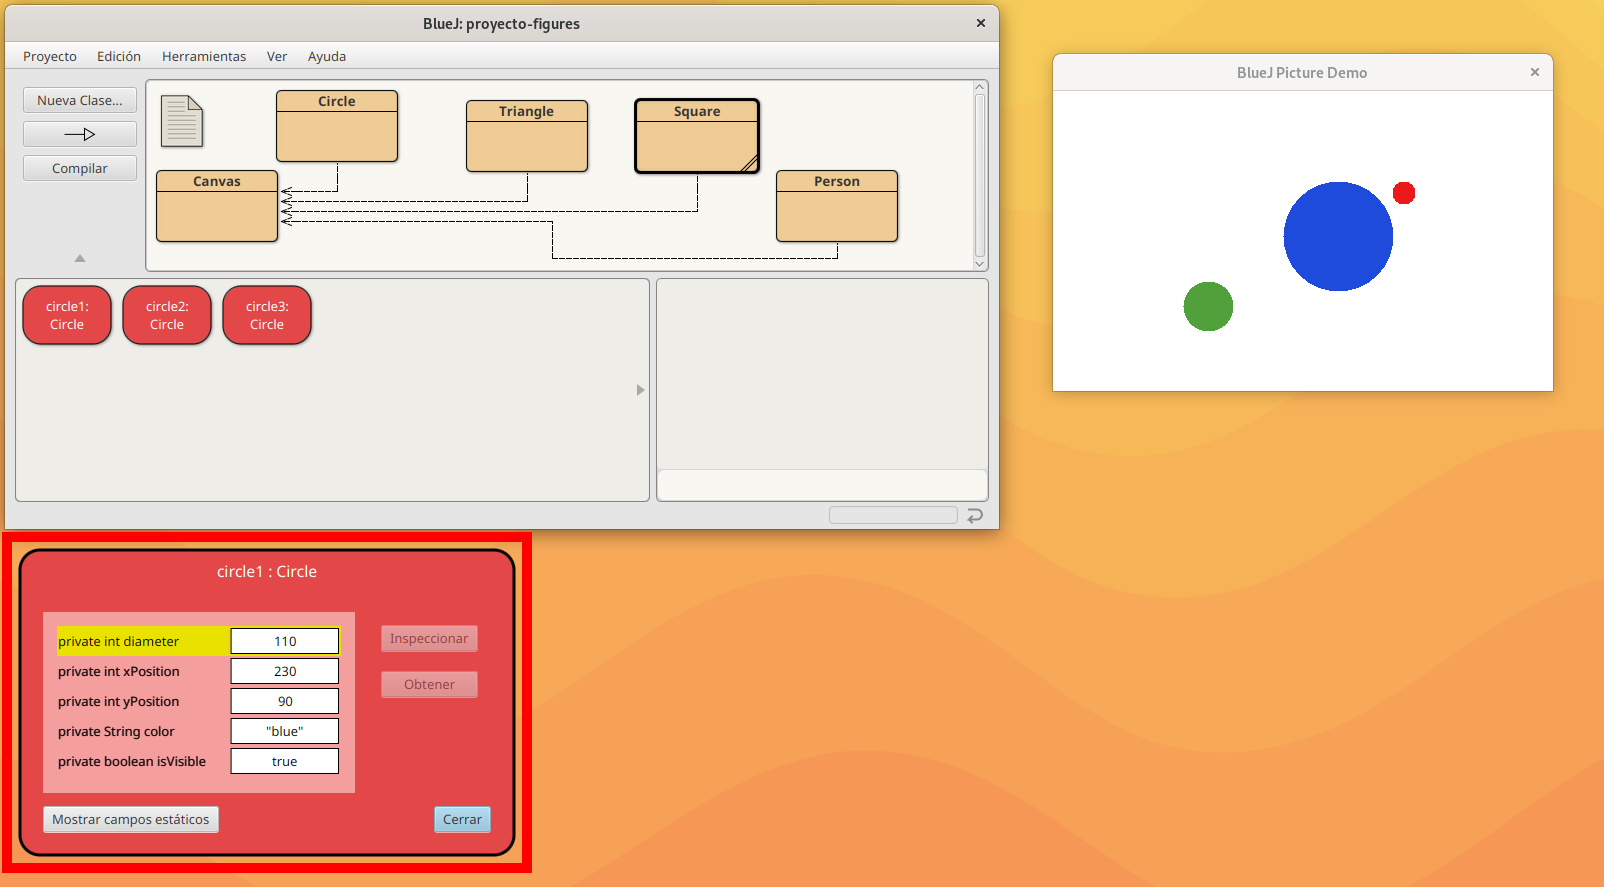 BlueJ: proyecto-figures
Proyecto Edición Herramientas Ver Ayuda
Nueva Clase...
Compilar
Circle
Triangle
Square
Canvas
Person
circle1:
Circle
circle2:
Circle
circle3:
Circle
BlueJ Picture Demo
circle1 : Circle
private int diameter 110
private int xPosition 230
private int yPosition 90
private String color "blue"
private boolean isVisible true
Inspeccionar
Obtener
Mostrar campos estáticos
Cerrar